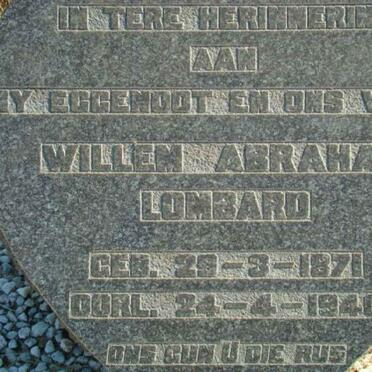 IN TERE HERINNERIN
AAN
MY EGGENOOT EN ONS V
WILLEM ABRAHA
LOMBARD
GEB. 29-3-1871
OORL. 24-4-194
ONS GUN U DIE RUS